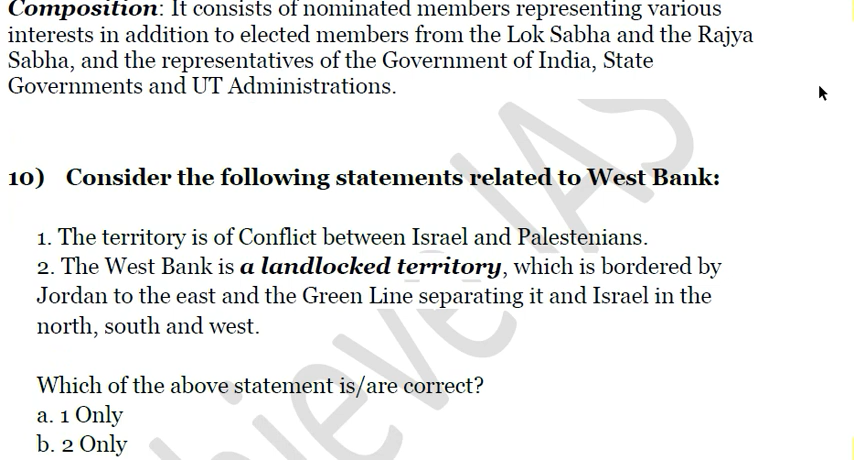 Composition: It consists of nominated members representing various
interests in addition to elected members from the Lok Sabha and the Rajya
Sabha, and the representatives of the Government of India, State
Governments and UT Administrations.
10) Consider the following statements related to West Bank:
1. The territory is of Conflict between Israel and Palestenians.
2. The West Bank is a landlocked territory, which is bordered by
Jordan to the east and the Green Line separating it and Israel in the
north, south and west.
Which of the above statement is/are correct?
a. 1 Only
b. 2 Only